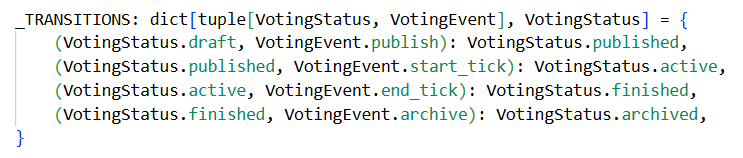 _TRANSITIONS: dict[tuple[VotingStatus, VotingEvent], VotingStatus] = {
    (VotingStatus.draft, VotingEvent.publish): VotingStatus.published,
    (VotingStatus.published, VotingEvent.start_tick): VotingStatus.active,
    (VotingStatus.active, VotingEvent.end_tick): VotingStatus.finished,
    (VotingStatus.finished, VotingEvent.archive): VotingStatus.archived,
}